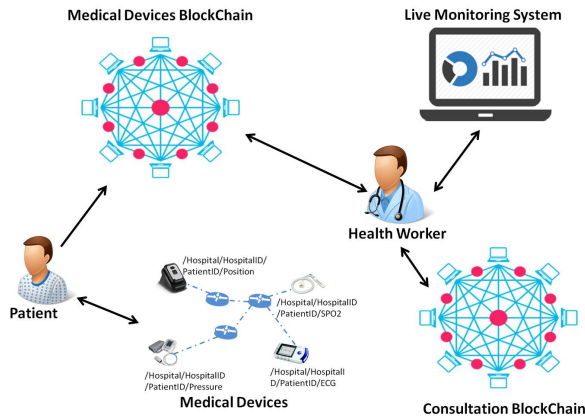 Medical Devices BlockChain
Live Monitoring System
Health Worker
Patient
/Hospital/HospitalID/
PatientID/Position
/Hospital/HospitalID
/PatientID/SPO2
/Hospital/HospitalID
/PatientID/Pressure
/Hospital/HospitalI
D/PatientID/ECG
Medical Devices
Consultation BlockChain